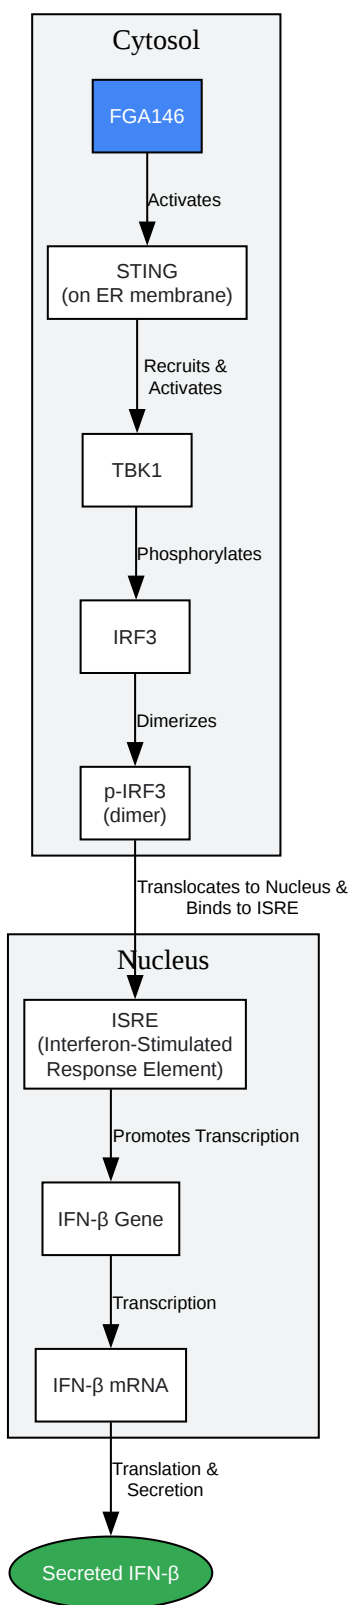 Cytosol
FGA146
Activates
STING
(on ER membrane)
Recruits &
Activates
TBK1
Phosphorylates
IRF3
Dimerizes
p-IRF3
(dimer)
Translocates to Nucleus &
Binds to ISRE
Nucleus
ISRE
(Interferon-Stimulated
Response Element)
Promotes Transcription
IFN-β Gene
Transcription
IFN-β mRNA
Translation &
Secretion
Secreted IFN-β